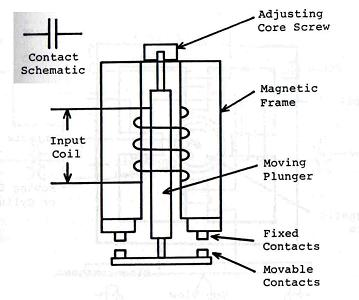 Adjusting
Core Screw
Contact
Schematic
Magnetic
Frame
Input
Coil
Moving
Plunger
Fixed
Contacts
Movable
Contacts